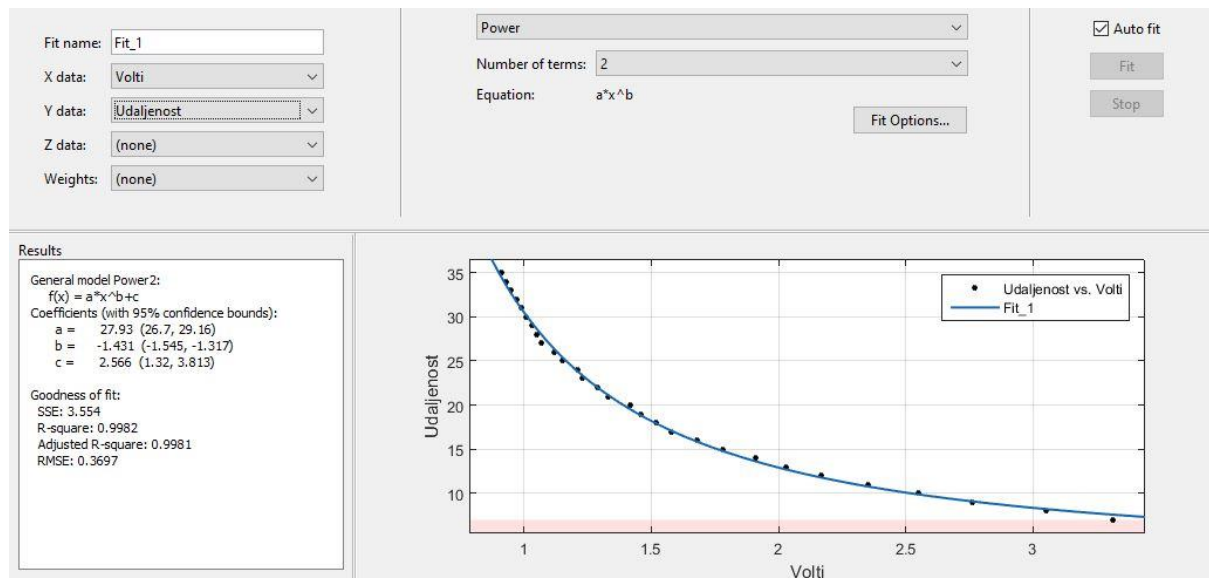 Fit name: Fit_1
X data: Volti
Y data: Udaljenost
Z data: (none)
Weights: (none)
Power
Number of terms: 2
Equation: a*x^b
Fit Options...
Auto fit
Fit
Stop
Results
General model Power2:
f(x) = a*x^b+c
Coefficients (with 95% confidence bounds):
a = 27.93 (26.7, 29.16)
b = -1.431 (-1.545, -1.317)
c = 2.566 (1.32, 3.813)
Goodness of fit:
SSE: 3.554
R-square: 0.9982
Adjusted R-square: 0.9981
RMSE: 0.3697
Udaljenost vs. Volti
Fit_1
35
30
25
20
15
10
Udaljenost
1 1.5 2 2.5 3
Volti